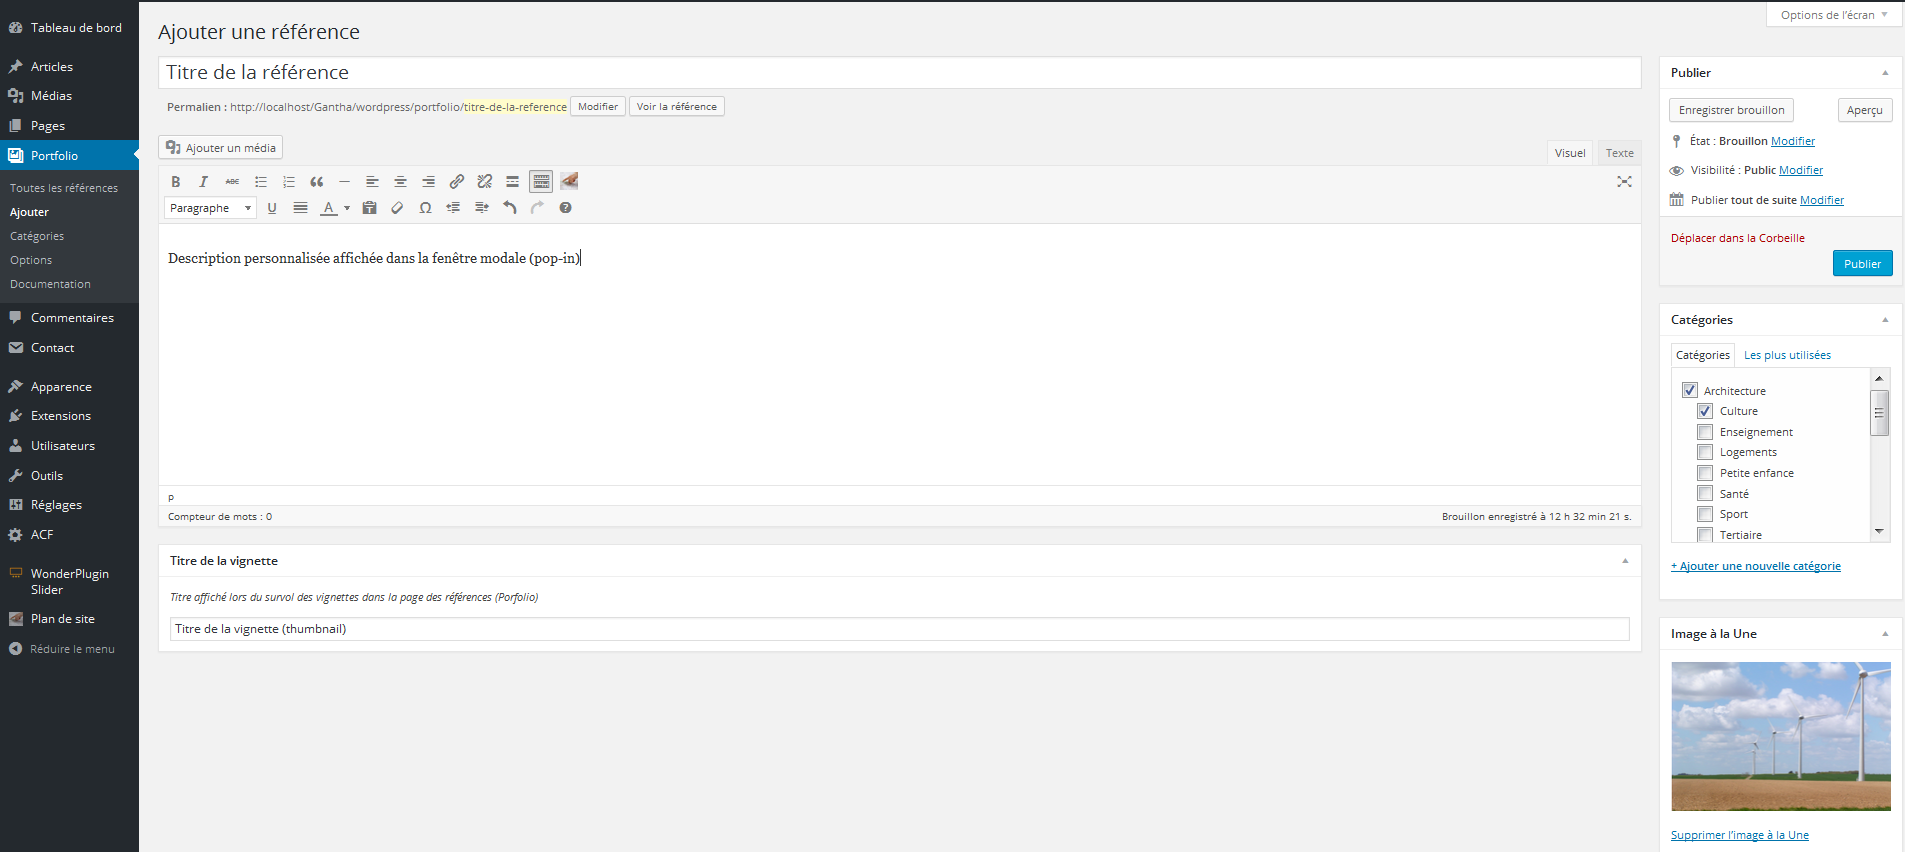 Tableau de bord
Articles
Médias
Pages
Portfolio
Toutes les références
Ajouter
Catégories
Options
Documentation
Commentaires
Contact
Apparence
Extensions
Utilisateurs
Outils
Réglages
ACF
WonderPlugin
Slider
Plan de site
Réduire le menu
Options de l'écran
Ajouter une référence
Titre de la référence
Permalien : http://localhost/Gantha/wordpress/portfolio/titre-de-la-reference Modifier Voir la référence
Ajouter un média
Visuel Texte
B I ABC
Paragraphe U A Ω ?
Description personnalisée affichée dans la fenêtre modale (pop-in)
p
Compteur de mots : 0 Brouillon enregistré à 12 h 32 min 21 s.
Titre de la vignette
Titre affiché lors du survol des vignettes dans la page des références (Porfolio)
Titre de la vignette (thumbnail)
Publier
Enregistrer brouillon Aperçu
État : Brouillon Modifier
Visibilité : Public Modifier
Publier tout de suite Modifier
Déplacer dans la Corbeille
Publier
Catégories
Catégories Les plus utilisées
Architecture
Culture
Enseignement
Logements
Petite enfance
Santé
Sport
Tertiaire
+ Ajouter une nouvelle catégorie
Image à la Une
Supprimer l'image à la Une